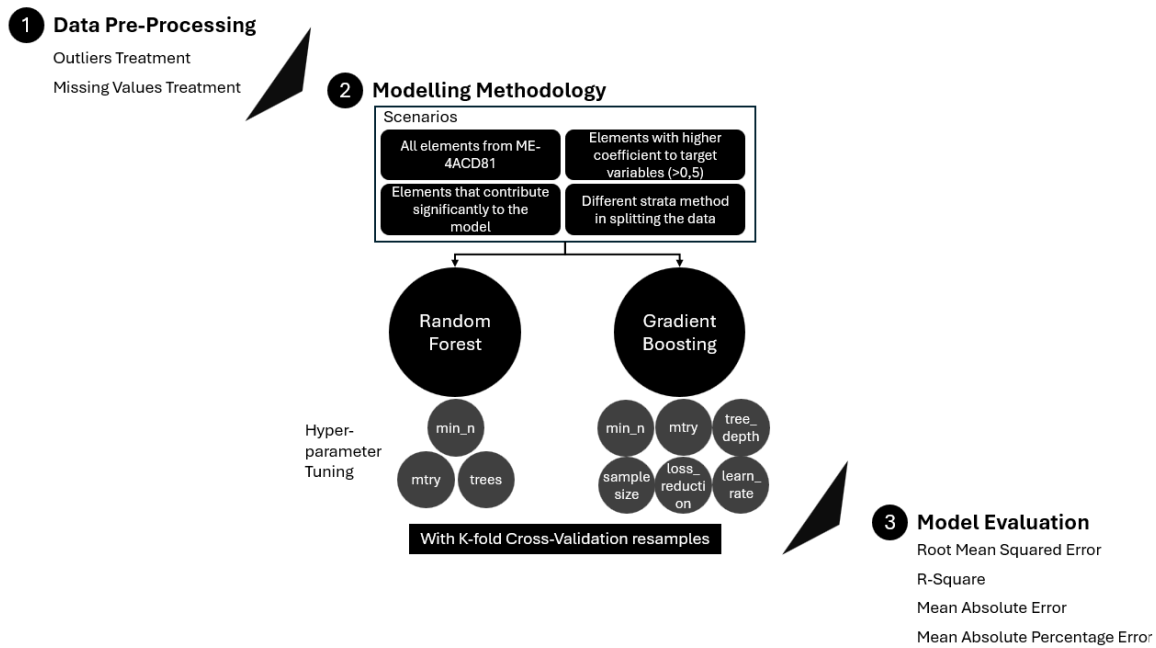 1 Data Pre-Processing
Outliers Treatment
Missing Values Treatment
2 Modelling Methodology
Scenarios
All elements from ME-
4ACD81
Elements with higher
coefficient to target
variables (>0,5)
Elements that contribute
significantly to the
model
Different strata method
in splitting the data
Random
Forest
Gradient
Boosting
Hyper-
parameter
Tuning
min_n
mtry
trees
min_n
mtry
tree_
depth
sample
size
loss_
reducti
on
learn_
rate
With K-fold Cross-Validation resamples
3 Model Evaluation
Root Mean Squared Error
R-Square
Mean Absolute Error
Mean Absolute Percentage Error